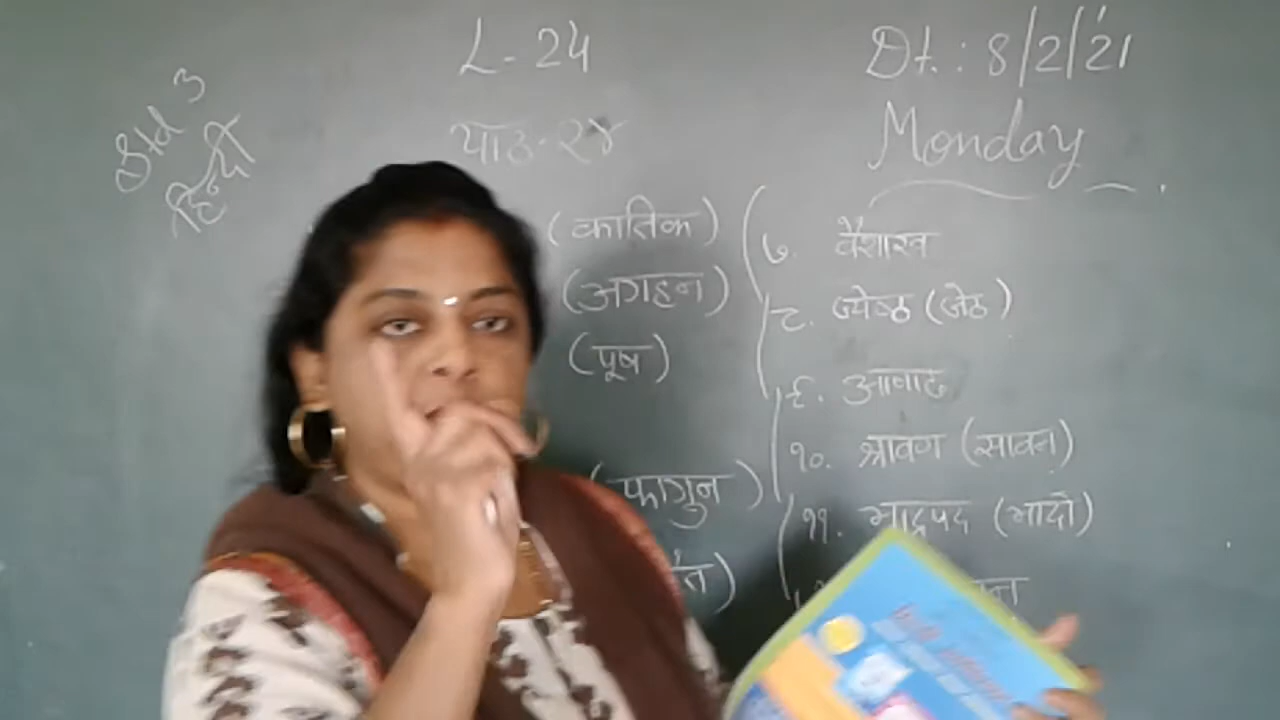 Std 3
हिन्दी
L - 24
पाठ - २४
Dt. : 8/2/'21
Monday
(कार्तिक)
(अगहन)
(पूष)
(फागुन)
७. वैशाख
८. ज्येष्ठ (जेठ)
९. आषाढ
१०. श्रावण (सावन)
११. भाद्रपद (भादो)